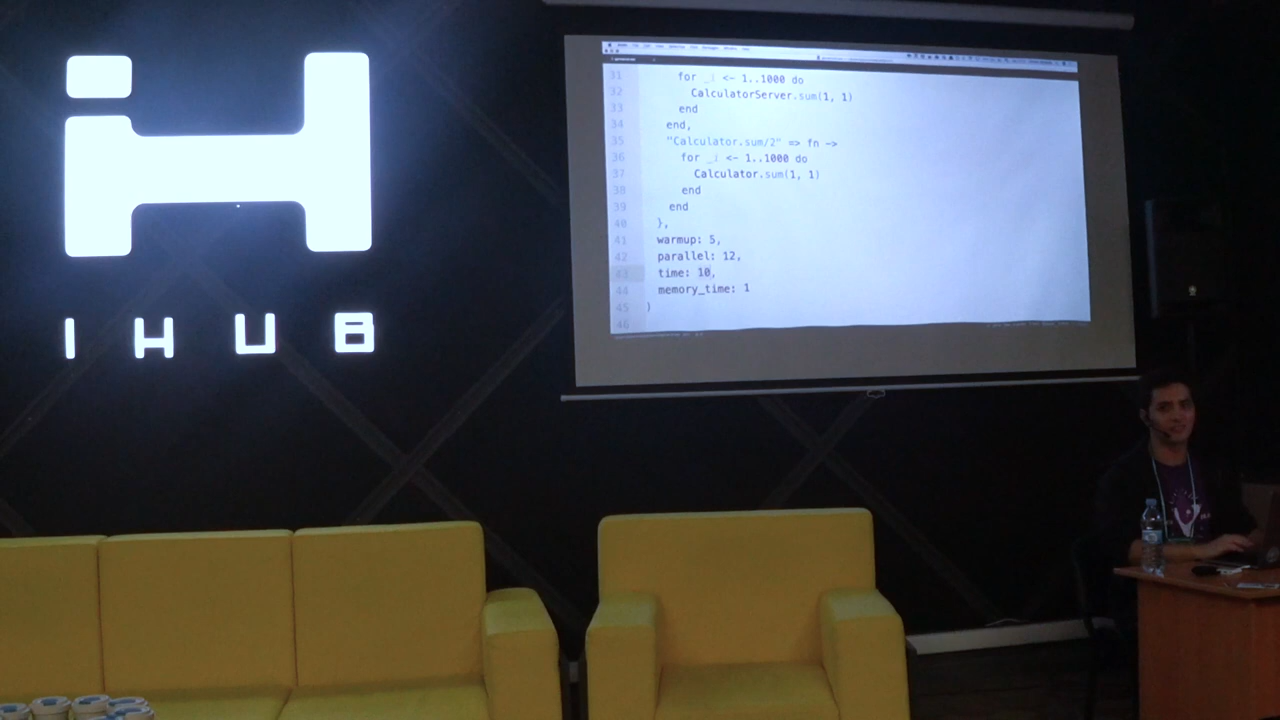 I H U B
31 for _i <- 1..1000 do
32 CalculatorServer.sum(1, 1)
33 end
34 end,
35 "Calculator.sum/2" => fn ->
36 for _i <- 1..1000 do
37 Calculator.sum(1, 1)
38 end
39 end
40 },
41 warmup: 5,
42 parallel: 12,
43 time: 10,
44 memory_time: 1
45 )
46